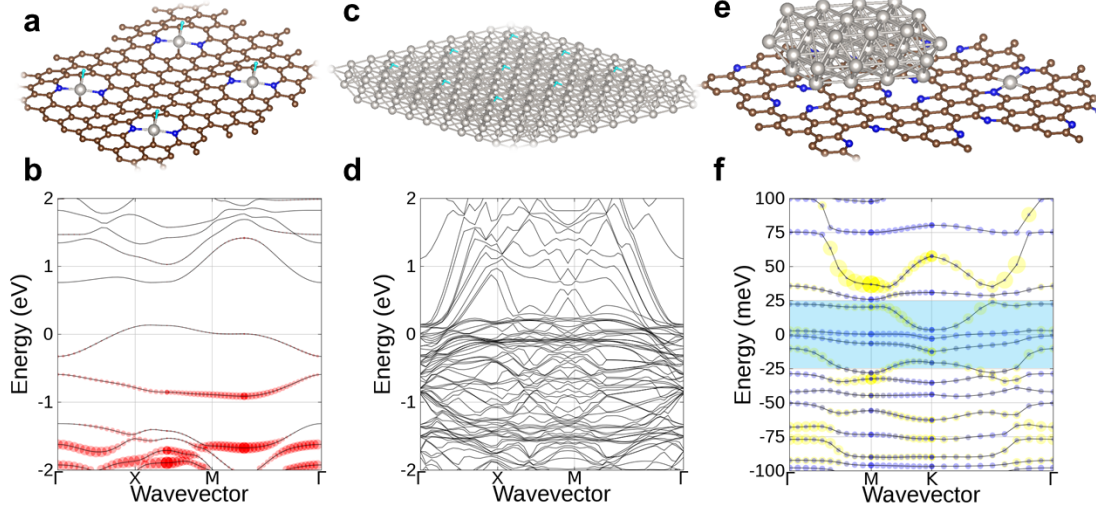 a
c
e
b
d
f
2
1
0
-1
-2
Energy (eV)
Γ X M Γ
Wavevector
2
1
0
-1
-2
Energy (eV)
Γ X M Γ
Wavevector
100
75
50
25
0
-25
-50
-75
-100
Energy (meV)
Γ M K Γ
Wavevector